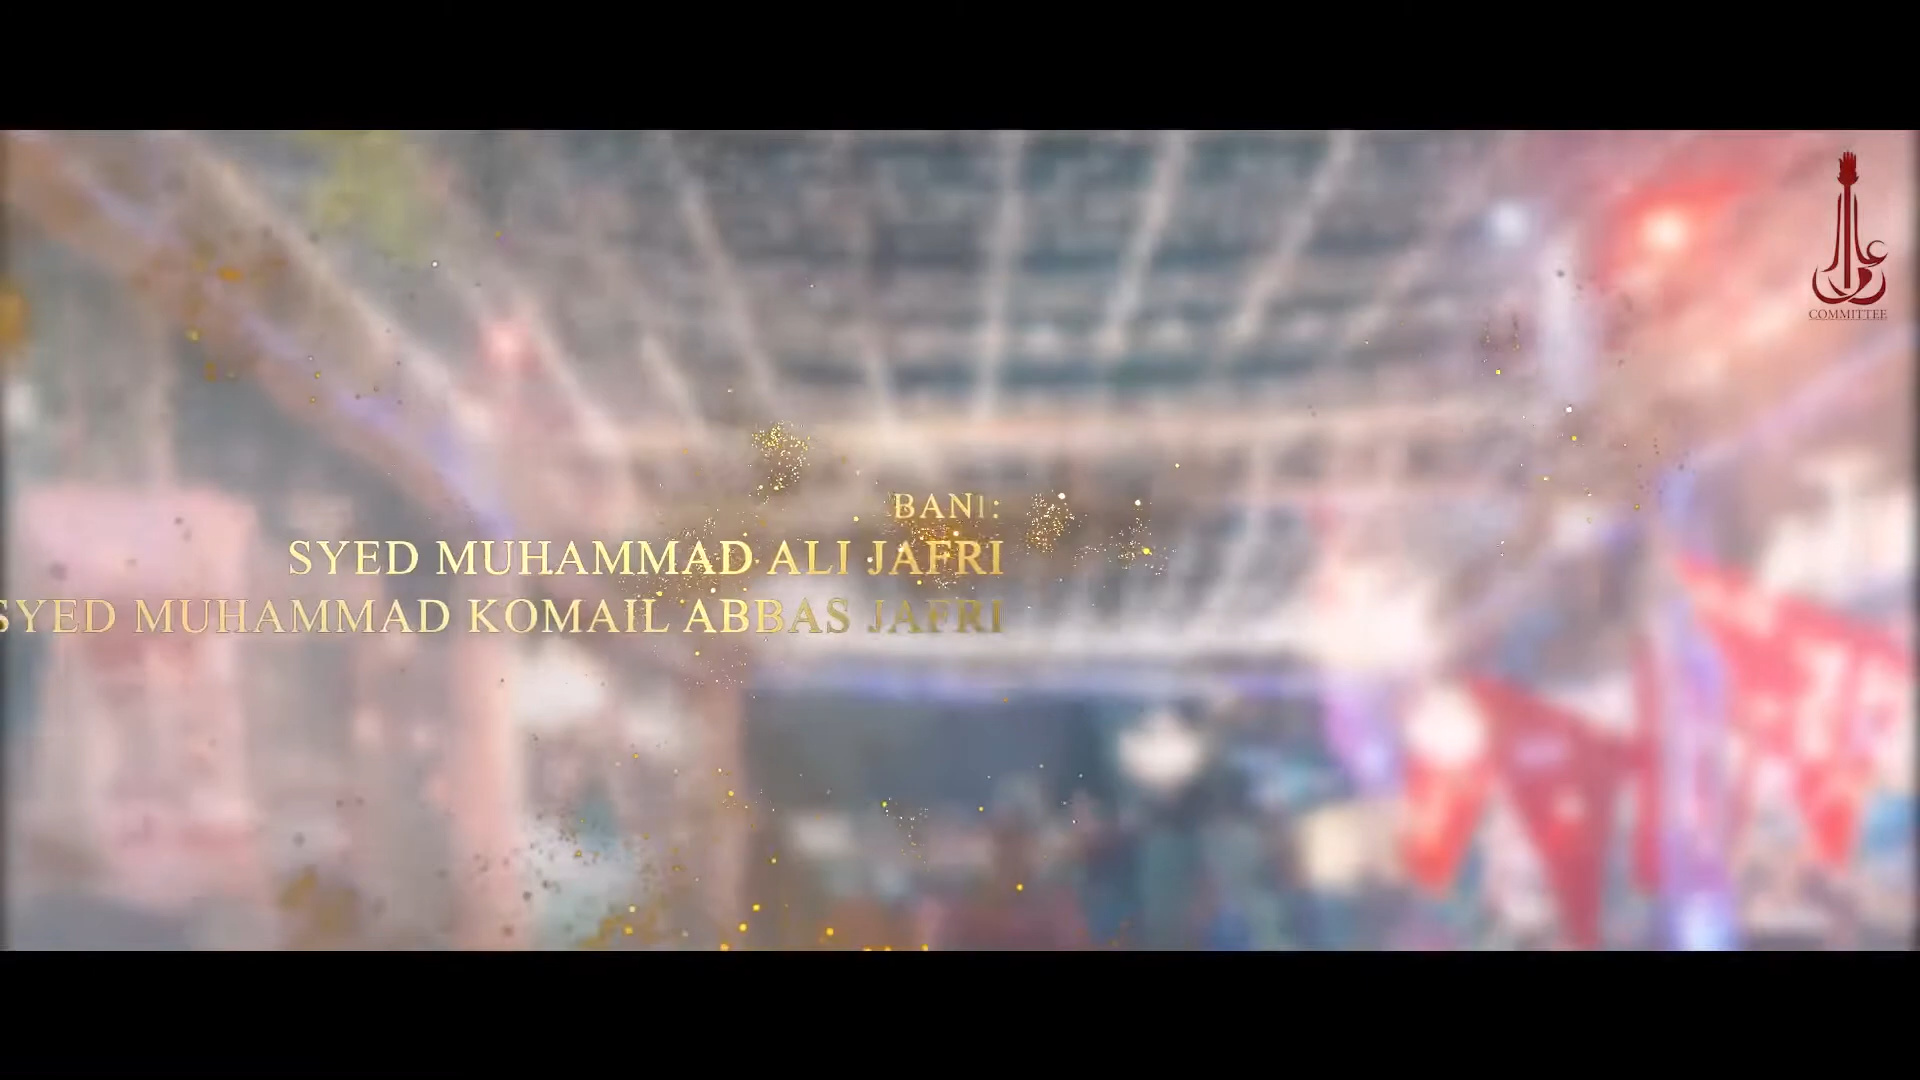 BANI:
SYED MUHAMMAD ALI JAFRI
SYED MUHAMMAD KOMAIL ABBAS JAFRI
COMMITTEE